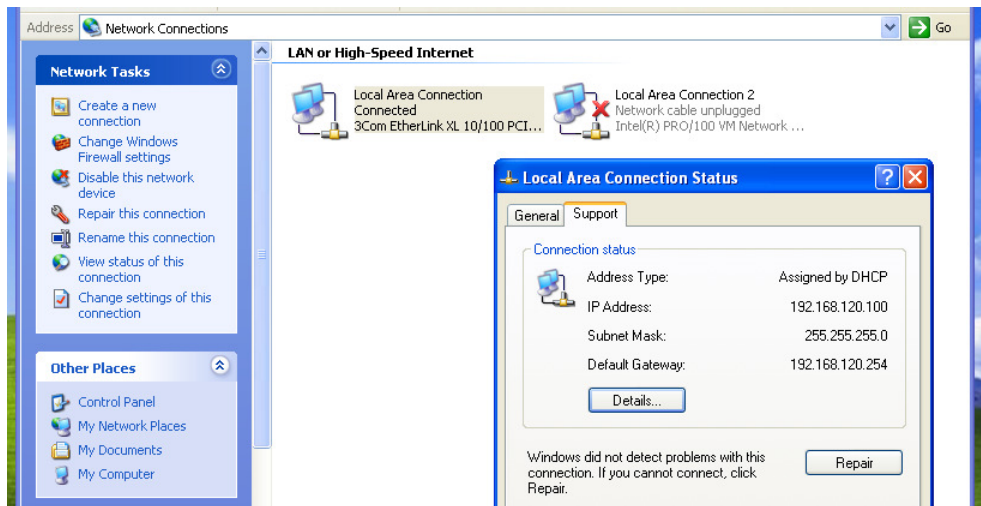 Address Network Connections Go
Network Tasks
Create a new
connection
Change Windows
Firewall settings
Disable this network
device
Repair this connection
Rename this connection
View status of this
connection
Change settings of this
connection
Other Places
Control Panel
My Network Places
My Documents
My Computer
LAN or High-Speed Internet
Local Area Connection
Connected
3Com EtherLink XL 10/100 PCI...
Local Area Connection 2
Network cable unplugged
Intel(R) PRO/100 VM Network ...
Local Area Connection Status
General Support
Connection status
Address Type: Assigned by DHCP
IP Address: 192.168.120.100
Subnet Mask: 255.255.255.0
Default Gateway: 192.168.120.254
Details...
Windows did not detect problems with this
connection. If you cannot connect, click
Repair.
Repair